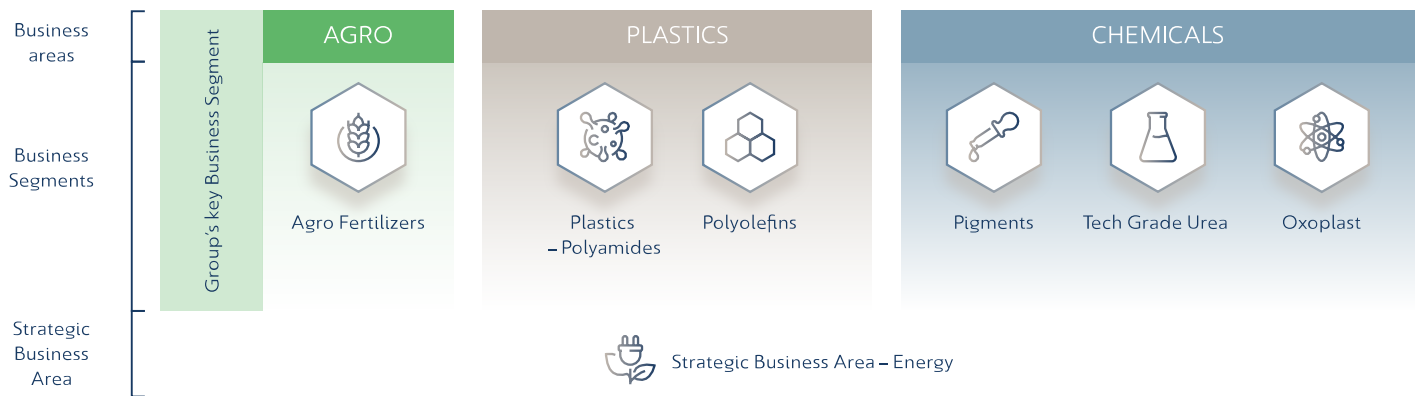 Business
areas
Group's key Business Segment
AGRO
PLASTICS
CHEMICALS
Business
Segments
Agro Fertilizers
Plastics
– Polyamides
Polyolefins
Pigments
Tech Grade Urea
Oxoplast
Strategic
Business
Area
Strategic Business Area – Energy